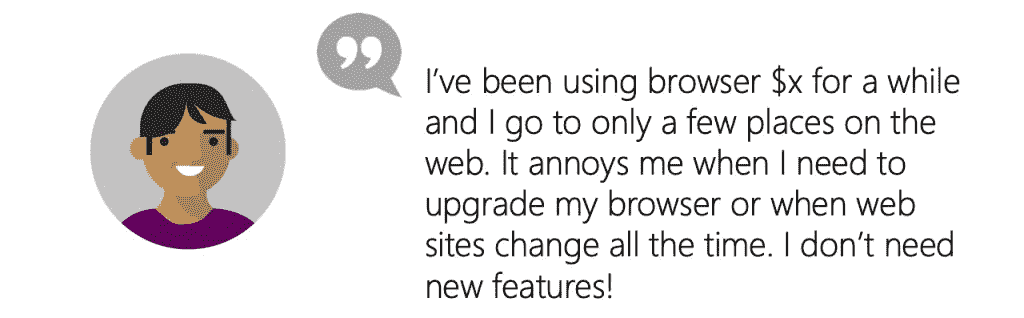 I’ve been using browser $x for a while
and I go to only a few places on the
web. It annoys me when I need to
upgrade my browser or when web
sites change all the time. I don’t need
new features!